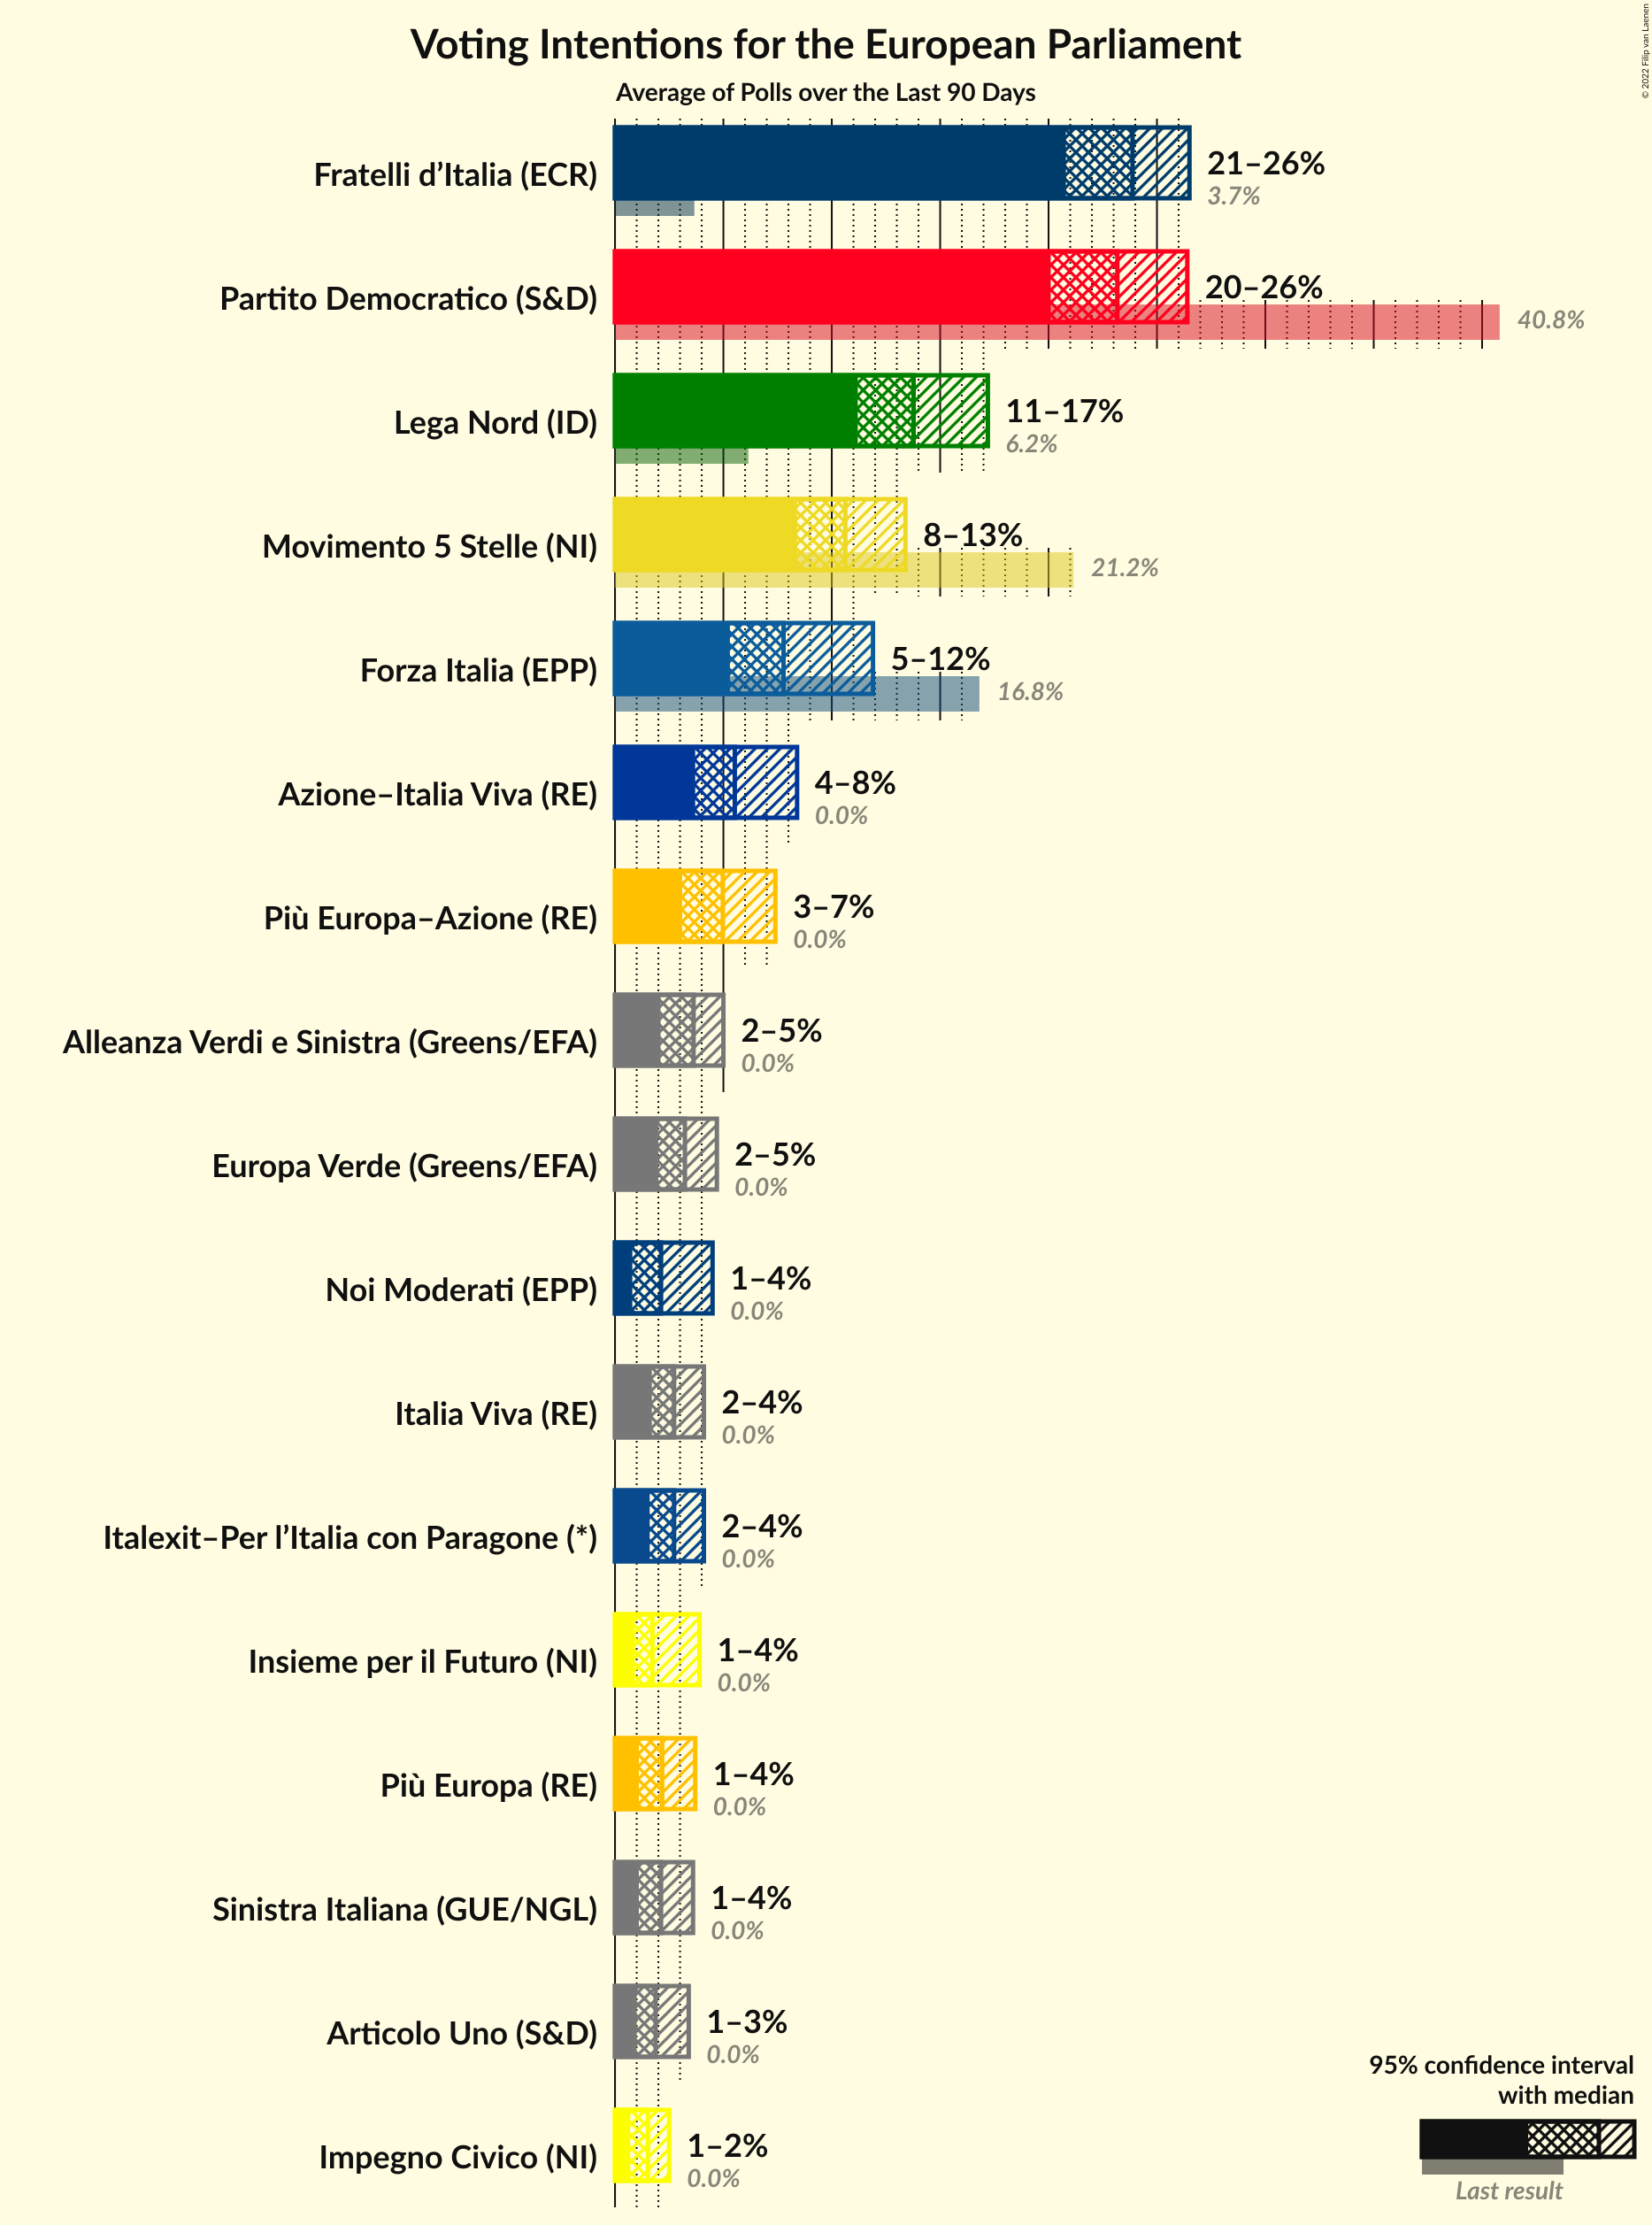 Voting Intentions for the European Parliament
Average of Polls over the Last 90 Days
© 2022 Filip van Laenen
Fratelli d’Italia (ECR)
21–26%
3.7%
Partito Democratico (S&D)
20–26%
40.8%
Lega Nord (ID)
11–17%
6.2%
Movimento 5 Stelle (NI)
8–13%
21.2%
Forza Italia (EPP)
5–12%
16.8%
Azione–Italia Viva (RE)
4–8%
0.0%
Più Europa–Azione (RE)
3–7%
0.0%
Alleanza Verdi e Sinistra (Greens/EFA)
2–5%
0.0%
Europa Verde (Greens/EFA)
2–5%
0.0%
Noi Moderati (EPP)
1–4%
0.0%
Italia Viva (RE)
2–4%
0.0%
Italexit–Per l’Italia con Paragone (*)
2–4%
0.0%
Insieme per il Futuro (NI)
1–4%
0.0%
Più Europa (RE)
1–4%
0.0%
Sinistra Italiana (GUE/NGL)
1–4%
0.0%
Articolo Uno (S&D)
1–3%
0.0%
Impegno Civico (NI)
1–2%
0.0%
95% confidence interval
with median
Last result